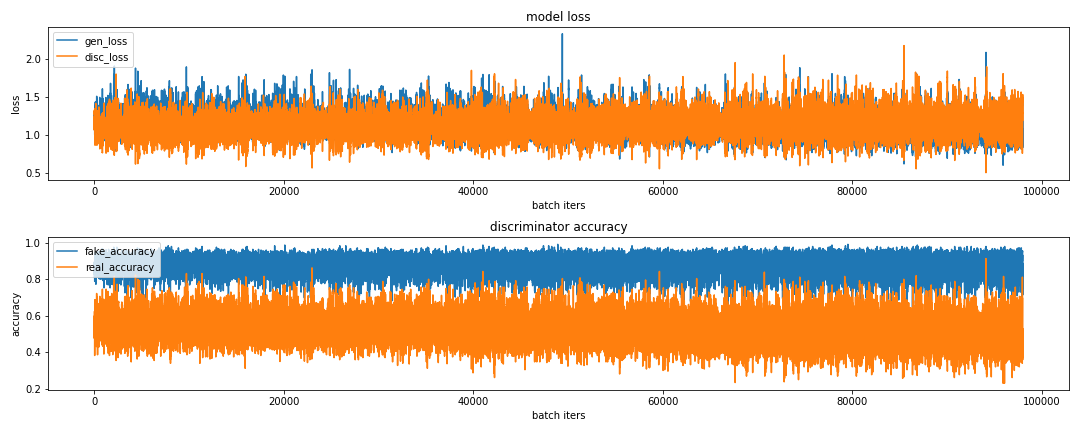 model loss
gen_loss
disc_loss
2.0
1.5
1.0
0.5
loss
0 20000 40000 60000 80000 100000
batch iters
discriminator accuracy
fake_accuracy
real_accuracy
1.0
0.8
0.6
0.4
0.2
accuracy
0 20000 40000 60000 80000 100000
batch iters